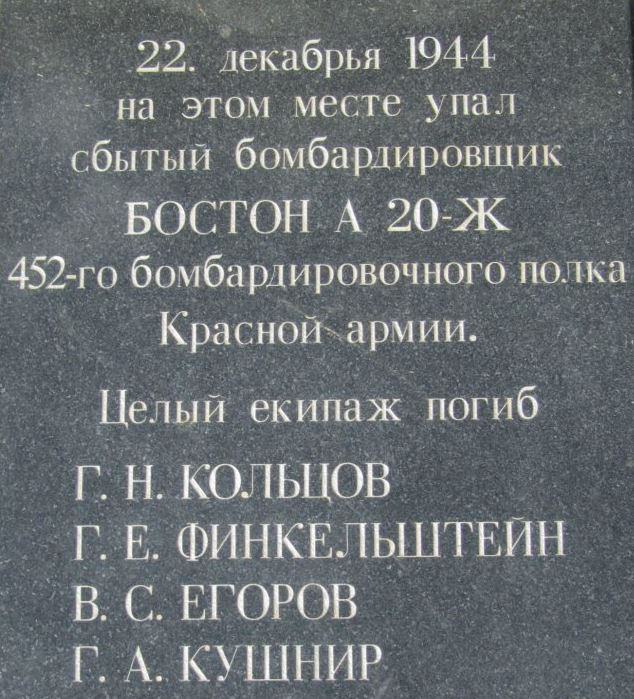 22. декабрья 1944
на этом месте упал
сбытый бомбардировщик
БОСТОН А 20-Ж
452-го бомбардировочного полка
Красной армии.
Целый екипаж погиб
Г. Н. КОЛЬЦОВ
Г. Е. ФИНКЕЛЬШТЕЙН
В. С. ЕГОРОВ
Г. А. КУШНИР